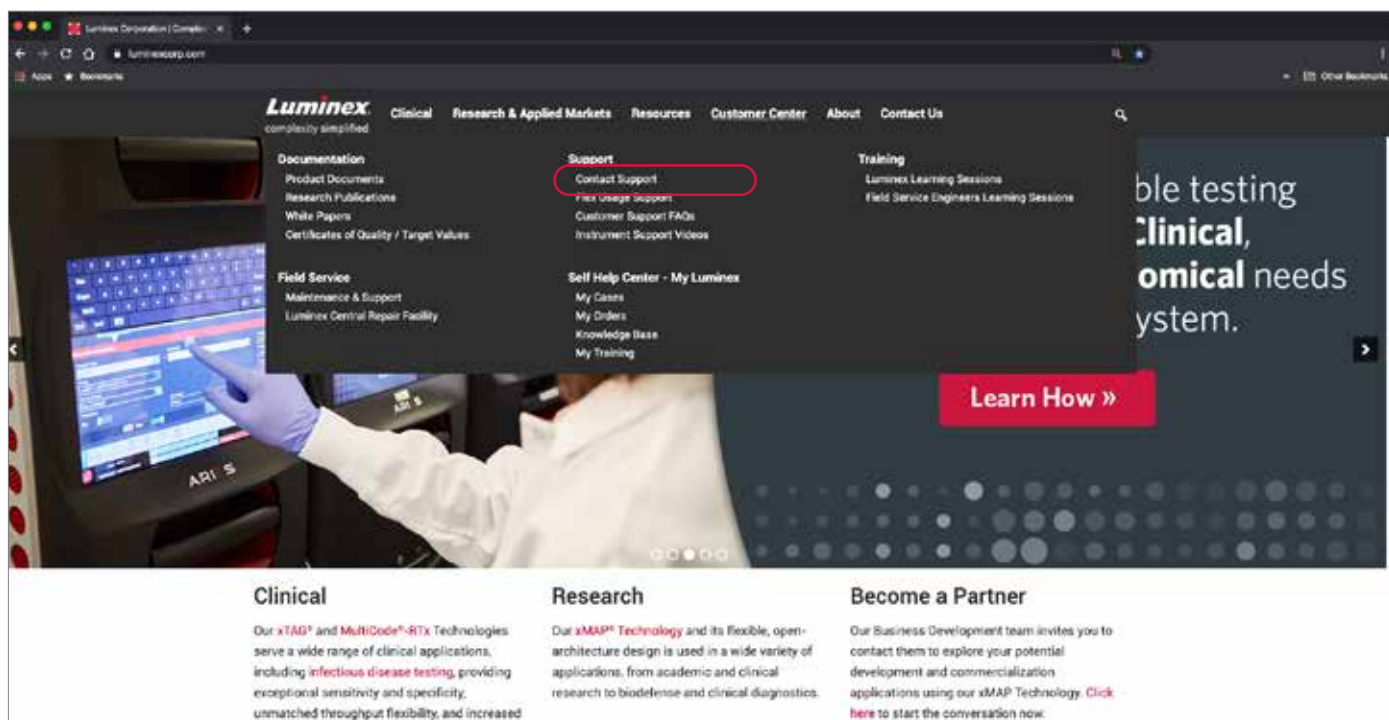 Luminex Corporation | Complex
luminexcorp.com
Apps
Bookmarks
Other Bookmarks
Luminex
complexity simplified
Clinical Research & Applied Markets Resources Customer Center About Contact Us
Documentation
Product Documents
Research Publications
White Papers
Certificates of Quality / Target Values
Field Service
Maintenance & Support
Luminex Central Repair Facility
Support
Contact Support
Flex Usage Support
Customer Support FAQs
Instrument Support Videos
Self Help Center - My Luminex
My Cases
My Orders
Knowledge Base
My Training
Training
Luminex Learning Sessions
Field Service Engineers Learning Sessions
ble testing
Clinical,
omical needs
ystem.
Learn How »
ARI S
ARI S
Clinical
Our xTAG® and MultiCode®-RTx Technologies
serve a wide range of clinical applications,
including infectious disease testing, providing
exceptional sensitivity and specificity,
unmatched throughput flexibility, and increased
Research
Our xMAP® Technology and its flexible, open-
architecture design is used in a wide variety of
applications, from academic and clinical
research to biodefense and clinical diagnostics.
Become a Partner
Our Business Development team invites you to
contact them to explore your potential
development and commercialization
applications using our xMAP Technology. Click
here to start the conversation now.